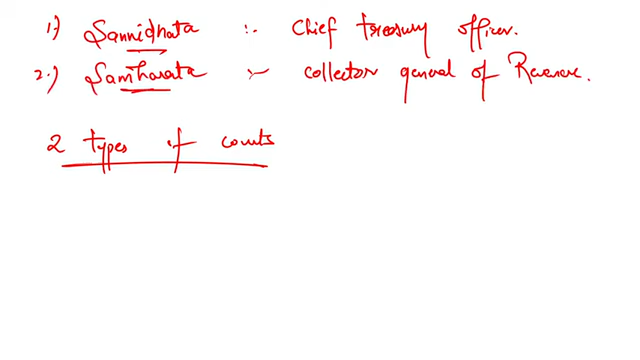 1.) Sannidhata :- Chief treasury officer.
2.) Samharata :- collector general of Revenue.
2 types of courts